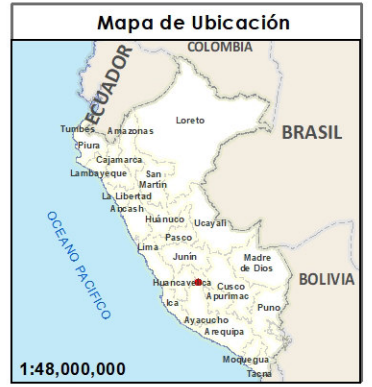 Mapa de Ubicación
COLOMBIA
ECUADOR
Loreto
Tumbes
Amazonas
BRASIL
Piura
Cajamarca
Lambayeque
San
Martín
La Libertad
Ancash
Huánuco
Ucayali
OCEANO PACIFICO
Pasco
Lima
Junín
Madre
de Dios
Huancavelica
Cusco
BOLIVIA
Apurimac
Ica
Puno
Ayacucho
Arequipa
Moquegua
1:48,000,000
Tacna